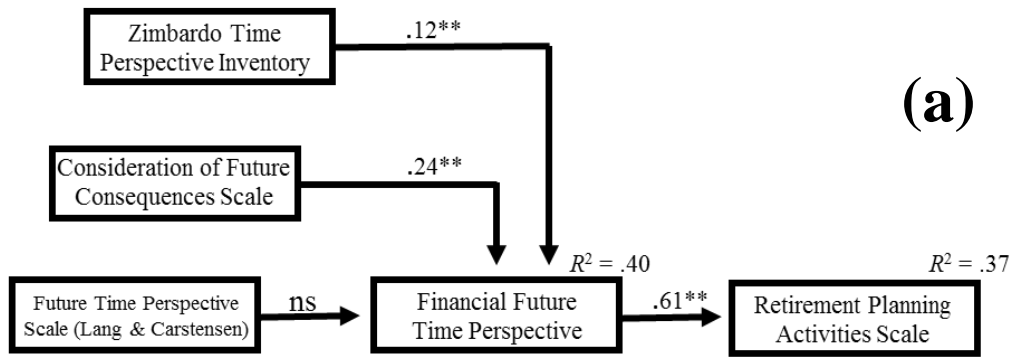 Zimbardo Time
Perspective Inventory
.12**
(a)
Consideration of Future
Consequences Scale
.24**
R² = .40
R² = .37
Future Time Perspective
Scale (Lang & Carstensen)
ns
Financial Future
Time Perspective
.61**
Retirement Planning
Activities Scale